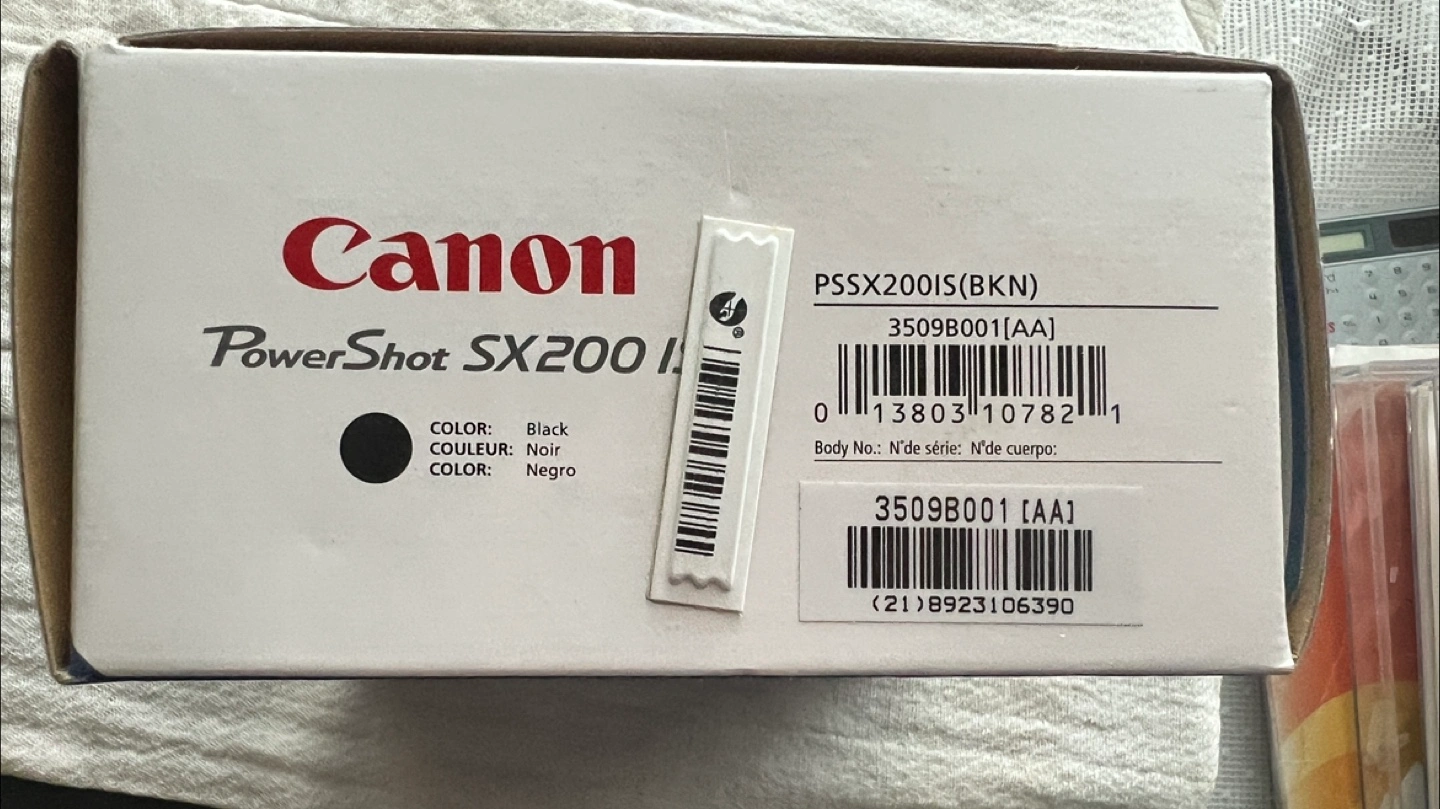 Canon
PowerShot SX200 IS
COLOR: Black
COULEUR: Noir
COLOR: Negro
PSSX200IS(BKN)
3509B001[AA]
0 13803 10782 1
Body No.: N°de série: N°de cuerpo:
3509B001 [AA]
(21)8923106390